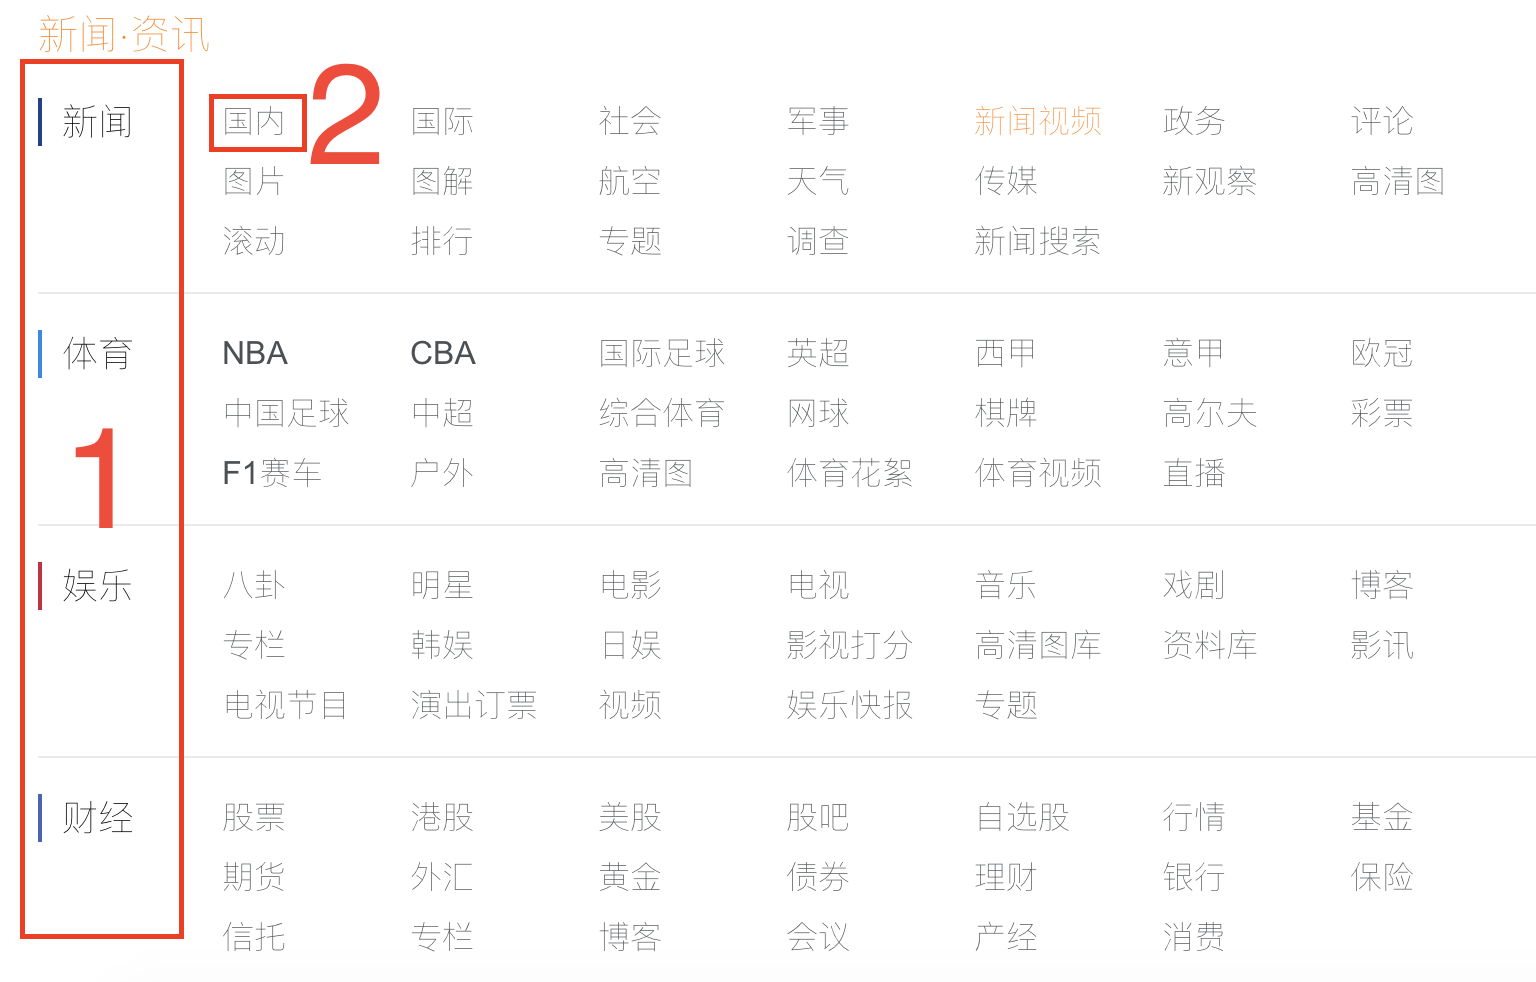 新闻·资讯
新闻 国内 2 国际 社会 军事 新闻视频 政务 评论
图片 图解 航空 天气 传媒 新观察 高清图
滚动 排行 专题 调查 新闻搜索
体育 NBA CBA 国际足球 英超 西甲 意甲 欧冠
中国足球 中超 综合体育 网球 棋牌 高尔夫 彩票
1 F1赛车 户外 高清图 体育花絮 体育视频 直播
娱乐 八卦 明星 电影 电视 音乐 戏剧 博客
专栏 韩娱 日娱 影视打分 高清图库 资料库 影讯
电视节目 演出订票 视频 娱乐快报 专题
财经 股票 港股 美股 股吧 自选股 行情 基金
期货 外汇 黄金 债券 理财 银行 保险
信托 专栏 博客 会议 产经 消费